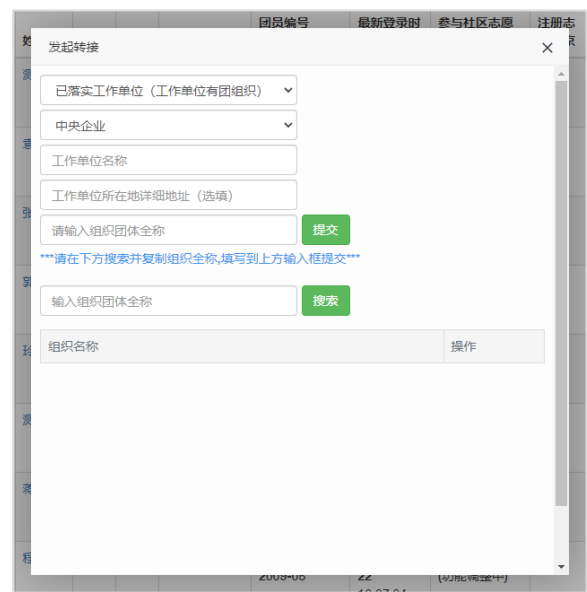 团员编号 最新登录时 参与社区志愿 注册志
发起转接
已落实工作单位（工作单位有团组织）
中央企业
工作单位名称
工作单位所在地详细地址（选填）
请输入组织团体全称 提交
***请在下方搜索并复制组织全称,填写到上方输入框提交***
输入组织团体全称 搜索
组织名称 操作
2009-05 22 (功能调整中)